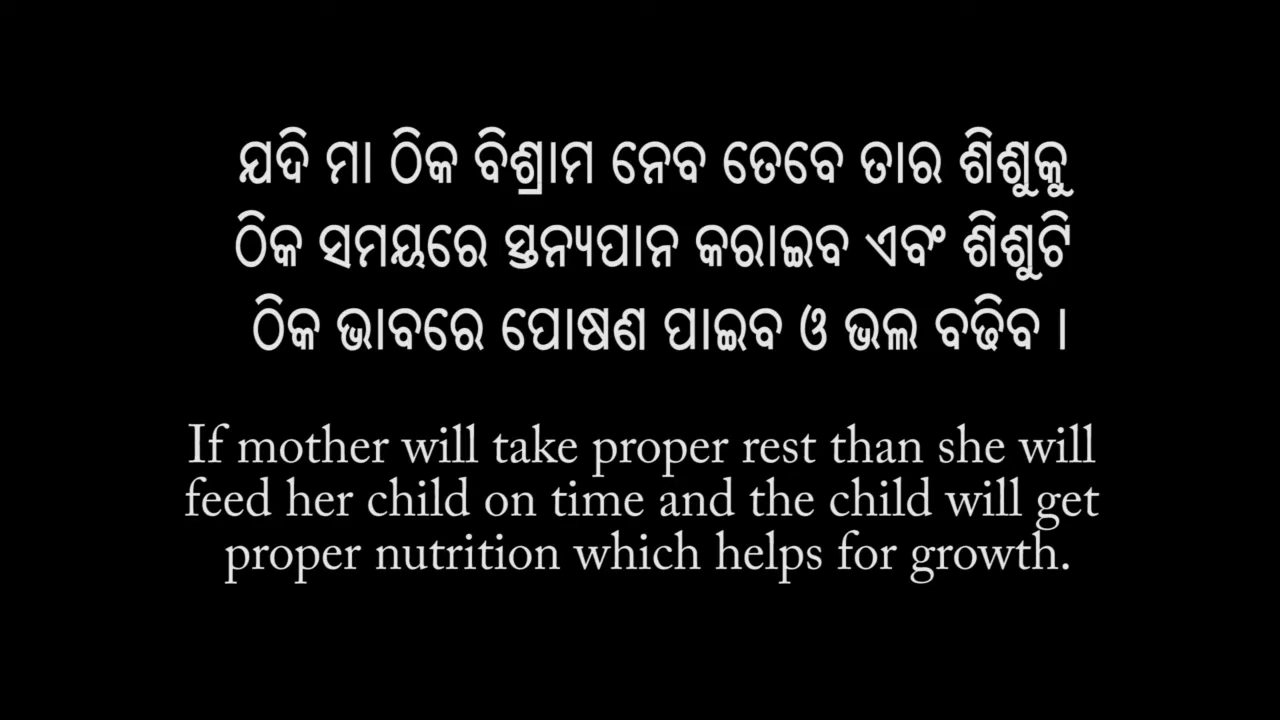 ଯଦି ମା ଠିକ ବିଶ୍ରାମ ନେବ ତେବେ ତାର ଶିଶୁକୁ
ଠିକ ସମୟରେ ସ୍ତନ୍ୟପାନ କରାଇବ ଏବଂ ଶିଶୁଟି
ଠିକ ଭାବରେ ପୋଷଣ ପାଇବ ଓ ଭଲ ବଢିବ ।
If mother will take proper rest than she will
feed her child on time and the child will get
proper nutrition which helps for growth.